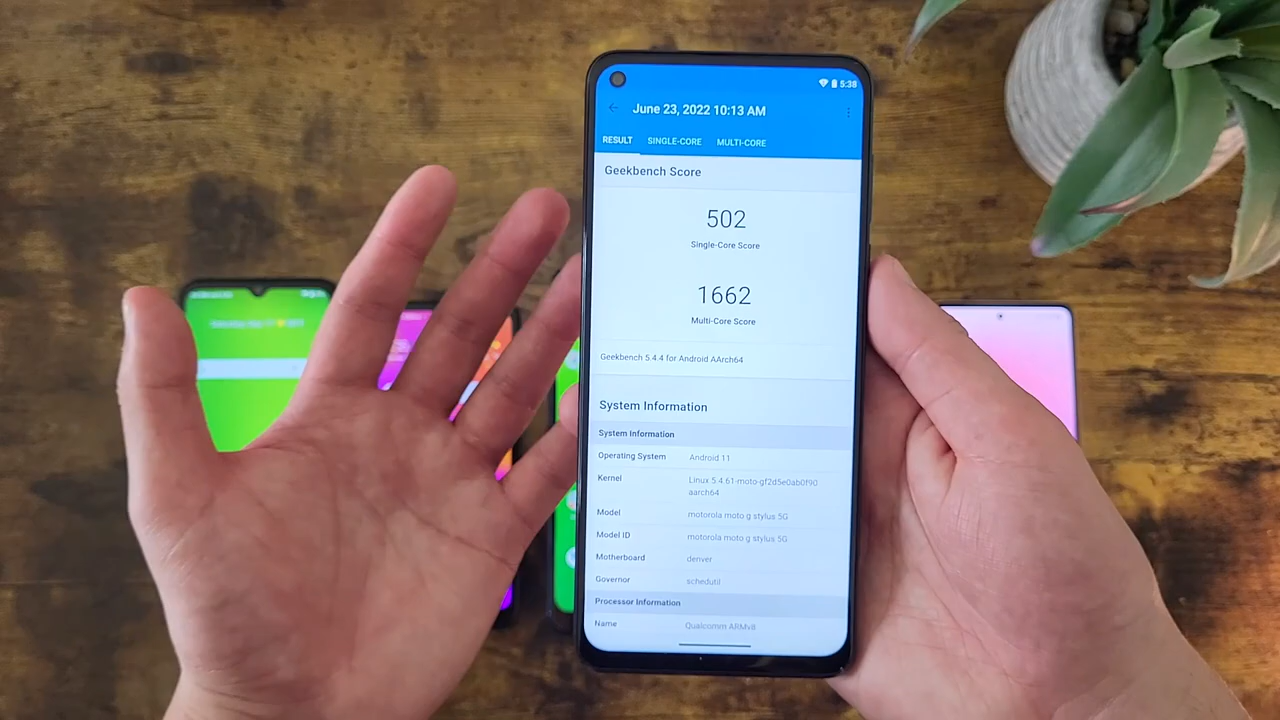 5:38
June 23, 2022 10:13 AM
RESULT SINGLE-CORE MULTI-CORE
Geekbench Score
502
Single-Core Score
1662
Multi-Core Score
Geekbench 5.4.4 for Android AArch64
System Information
System Information
Operating System Android 11
Kernel Linux 5.4.61-moto-gf2d5e0ab0f90
aarch64
Model motorola moto g stylus 5G
Model ID motorola moto g stylus 5G
Motherboard denver
Governor schedutil
Processor Information
Name Qualcomm ARMv8